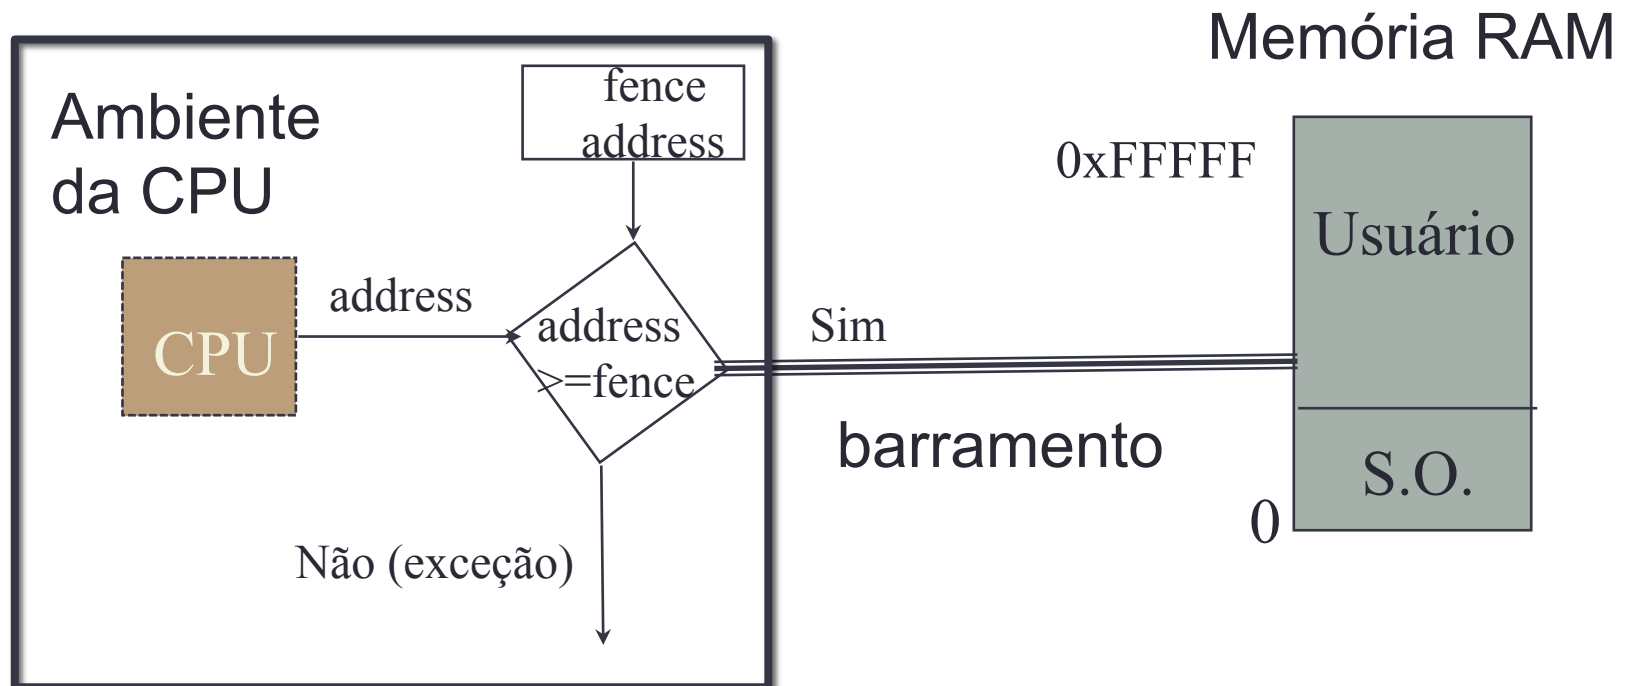 Memória RAM
Ambiente
da CPU
fence
address
0xFFFFF
Usuário
address
CPU
address
>=fence
Sim
barramento
S.O.
0
Não (exceção)